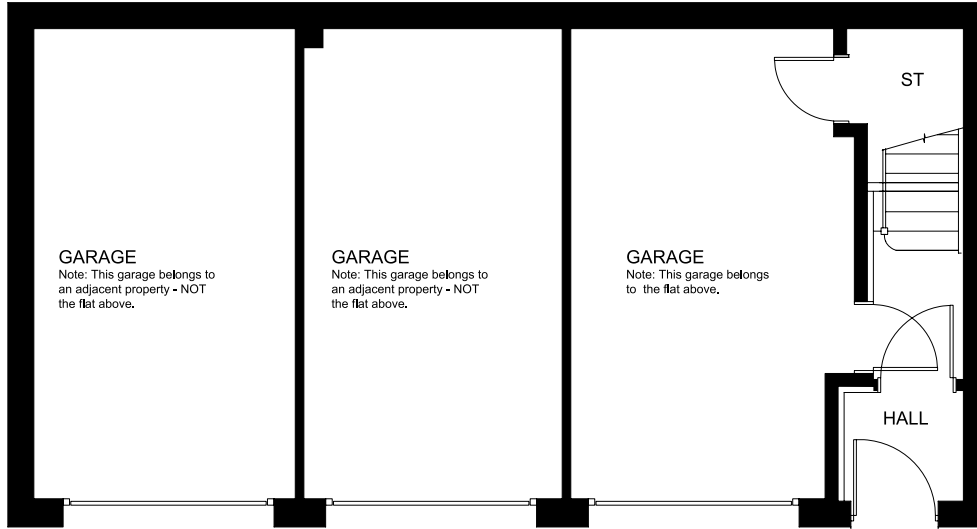 ST
GARAGE
Note: This garage belongs to
an adjacent property - NOT
the flat above.
GARAGE
Note: This garage belongs to
an adjacent property - NOT
the flat above.
GARAGE
Note: This garage belongs
to the flat above.
HALL